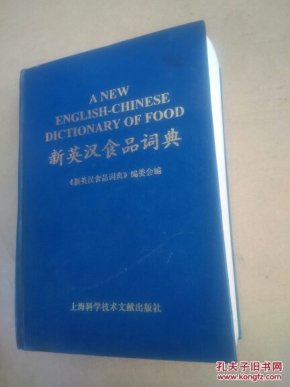 A NEW
ENGLISH-CHINESE
DICTIONARY OF FOOD
新英汉食品词典
《新英汉食品词典》编委会编
上海科学技术文献出版社
孔夫子旧书网